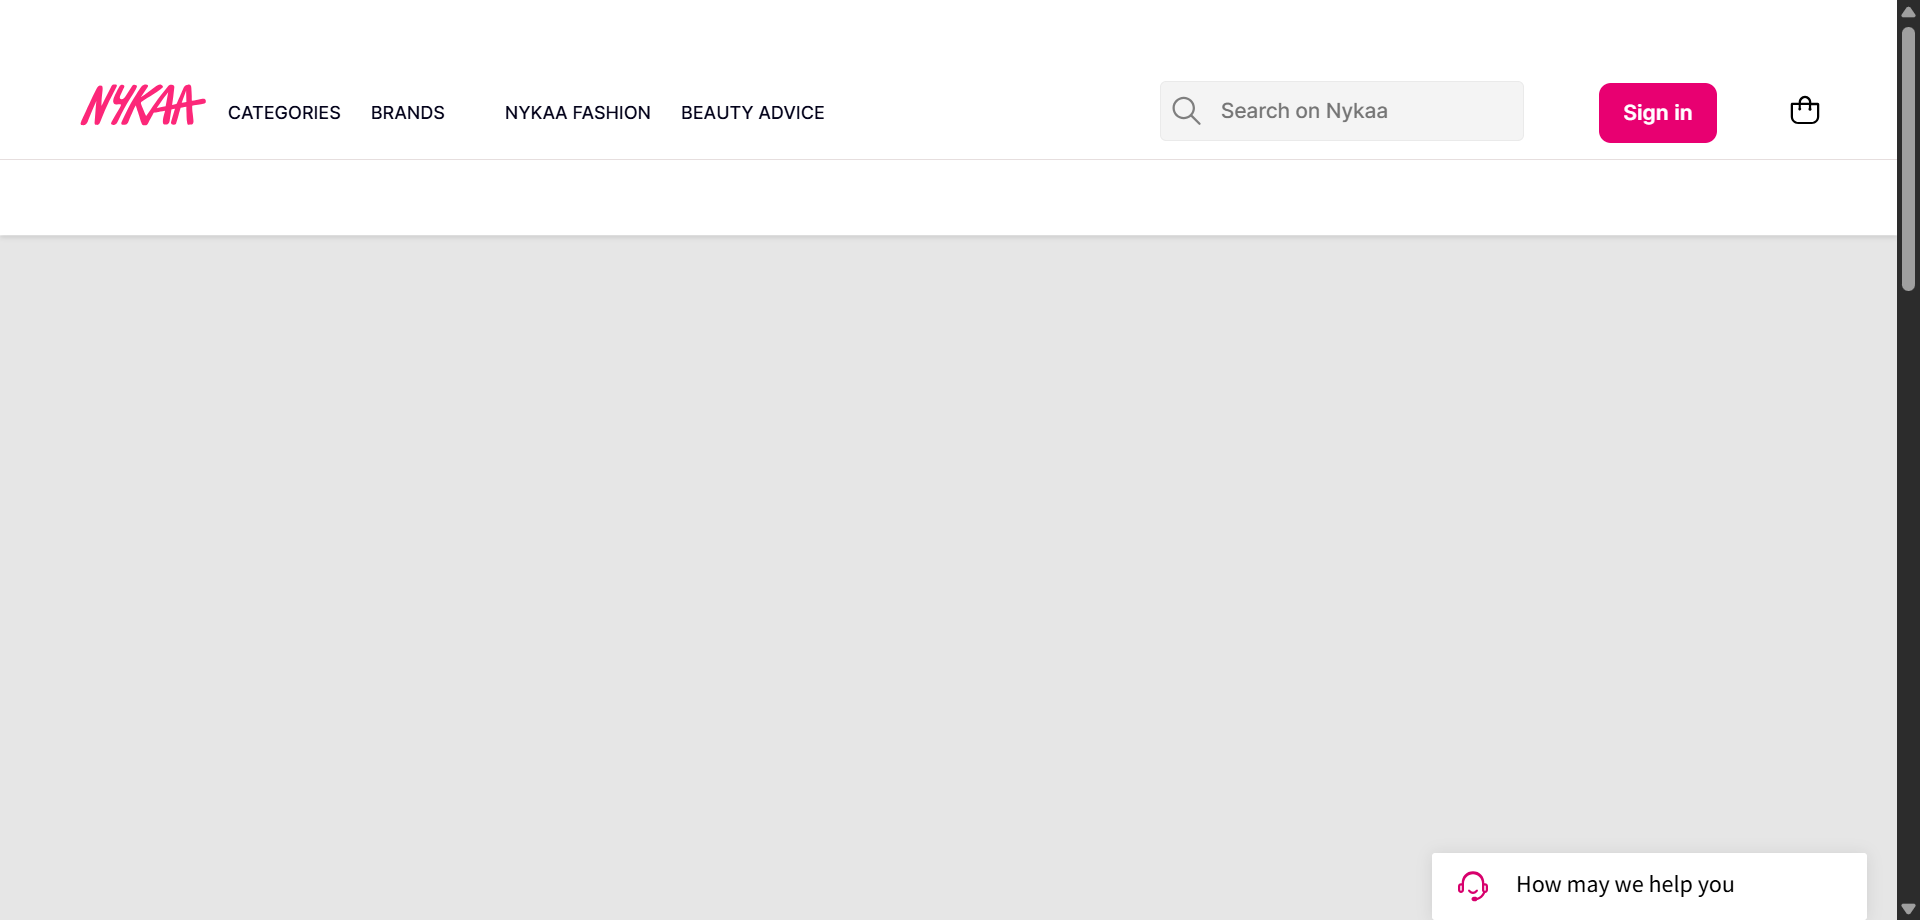 NYKAA
CATEGORIES BRANDS NYKAA FASHION BEAUTY ADVICE
Search on Nykaa
Sign in
How may we help you